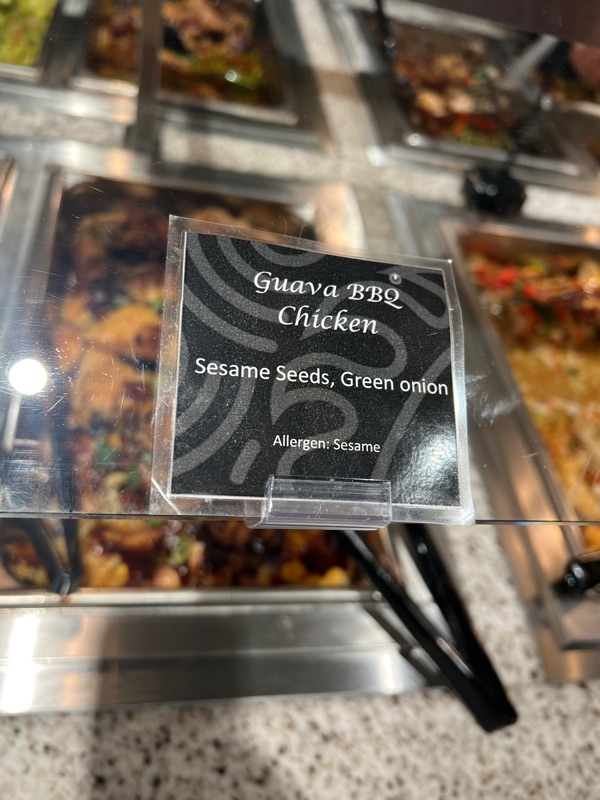 Guava BBQ
Chicken
Sesame Seeds, Green onion
Allergen: Sesame